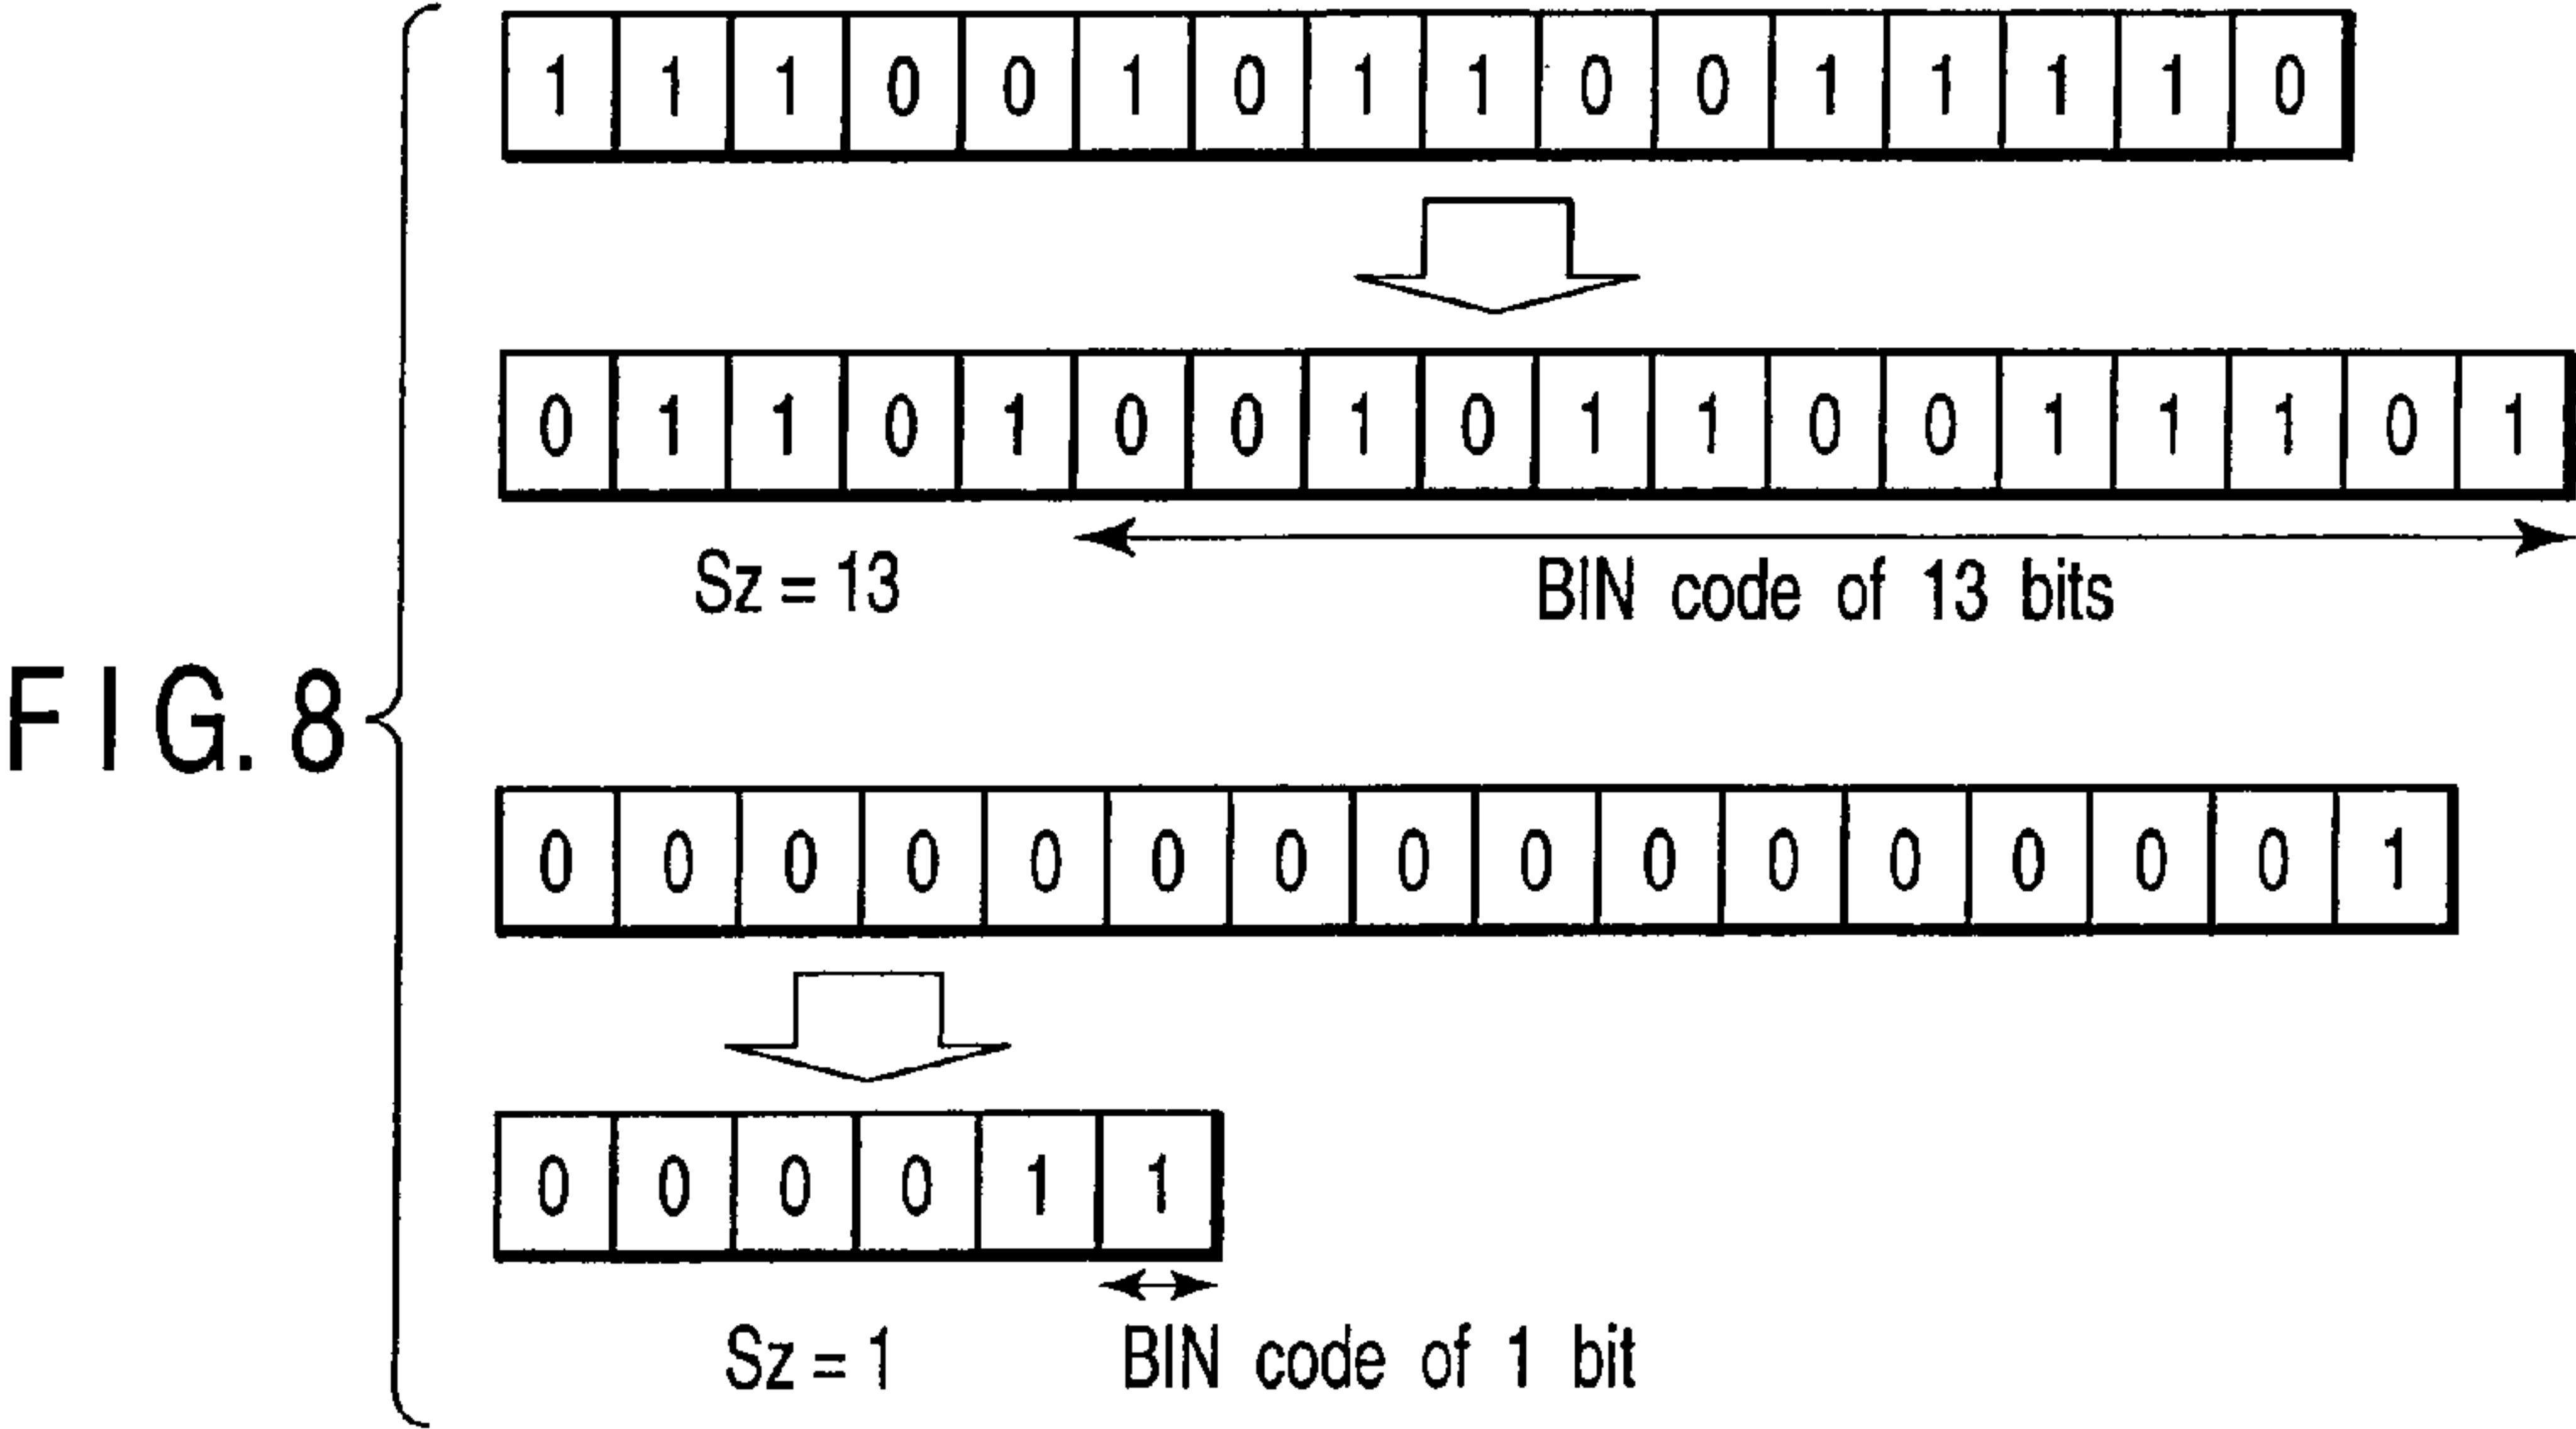 1 1 1 0 0 1 0 1 1 0 0 1 1 1 1 0
0 1 1 0 1 0 0 1 0 1 1 0 0 1 1 1 0 1
Sz = 13 BIN code of 13 bits
FIG. 8
0 0 0 0 0 0 0 0 0 0 0 0 0 0 0 1
0 0 0 0 1 1
Sz = 1 BIN code of 1 bit